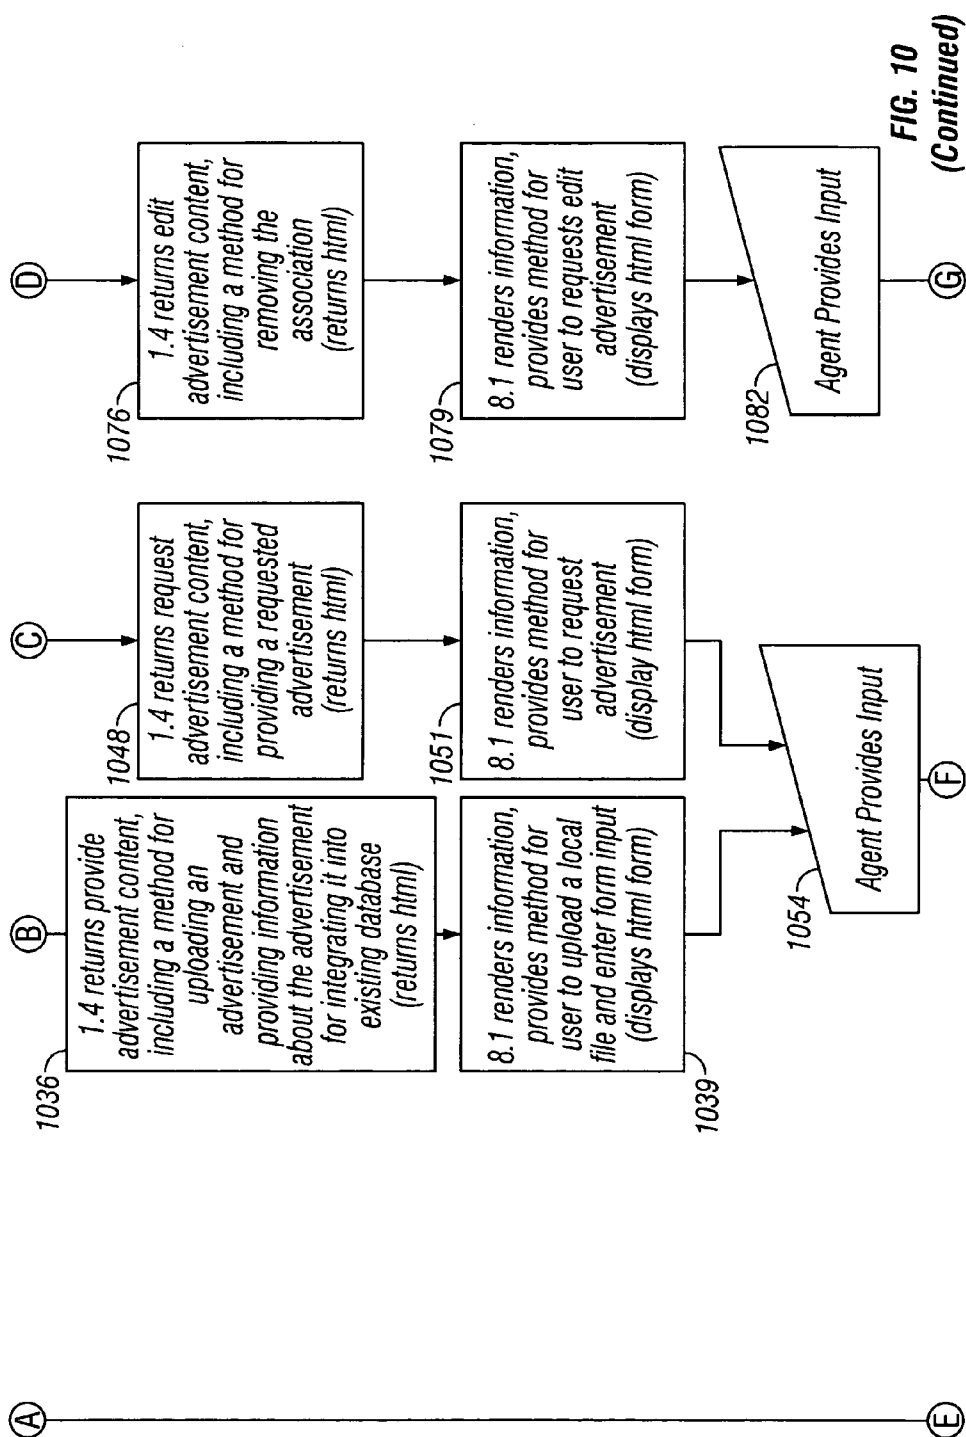 A
B
C
D
1036
1.4 returns provide
advertisement content,
including a method for
uploading an
advertisement and
providing information
about the advertisement
for integrating it into
existing database
(returns html)
1048
1.4 returns request
advertisement content,
including a method for
providing a requested
advertisement
(returns html)
1076
1.4 returns edit
advertisement content,
including a method for
removing the
association
(returns html)
1039
8.1 renders information,
provides method for
user to upload a local
file and enter form input
(displays html form)
1051
8.1 renders information,
provides method for
user to request
advertisement
(display html form)
1079
8.1 renders information,
provides method for
user to requests edit
advertisement
(displays html form)
1054
Agent Provides Input
1082
Agent Provides Input
E
F
G
FIG. 10
(Continued)